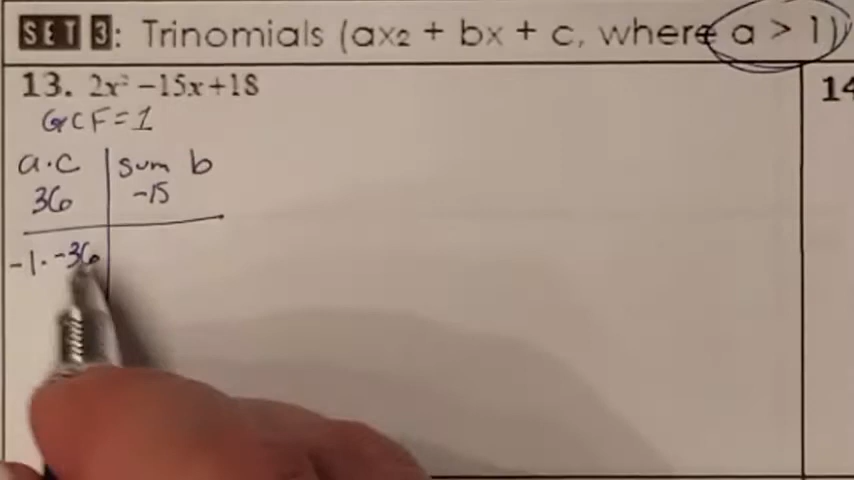 SET 3: Trinomials (ax2 + bx + c, where a > 1)
13. 2x² −15x+18
14
GCF=1
a·c sum b
36 -15
-1·-36